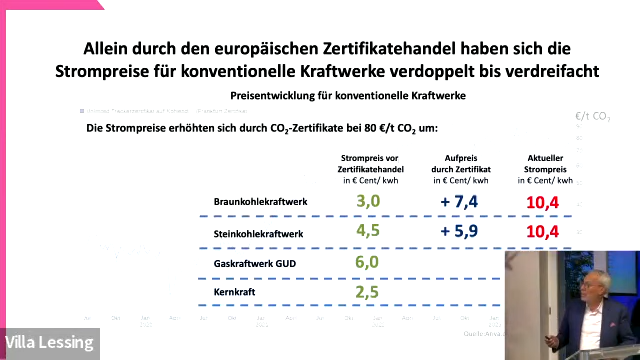 Allein durch den europäischen Zertifikatehandel haben sich die
Strompreise für konventionelle Kraftwerke verdoppelt bis verdreifacht
Preisentwicklung für konventionelle Kraftwerke
€/t CO₂
Die Strompreise erhöhten sich durch CO₂-Zertifikate bei 80 €/t CO₂ um:
Strompreis vor Zertifikatehandel in € Cent/ kwh
Aufpreis durch Zertifikat in € Cent/ kwh
Aktueller Strompreis in € Cent/ kwh
Braunkohlekraftwerk 3,0 + 7,4 10,4
Steinkohlekraftwerk 4,5 + 5,9 10,4
Gaskraftwerk GUD 6,0
Kernkraft 2,5
Villa Lessing